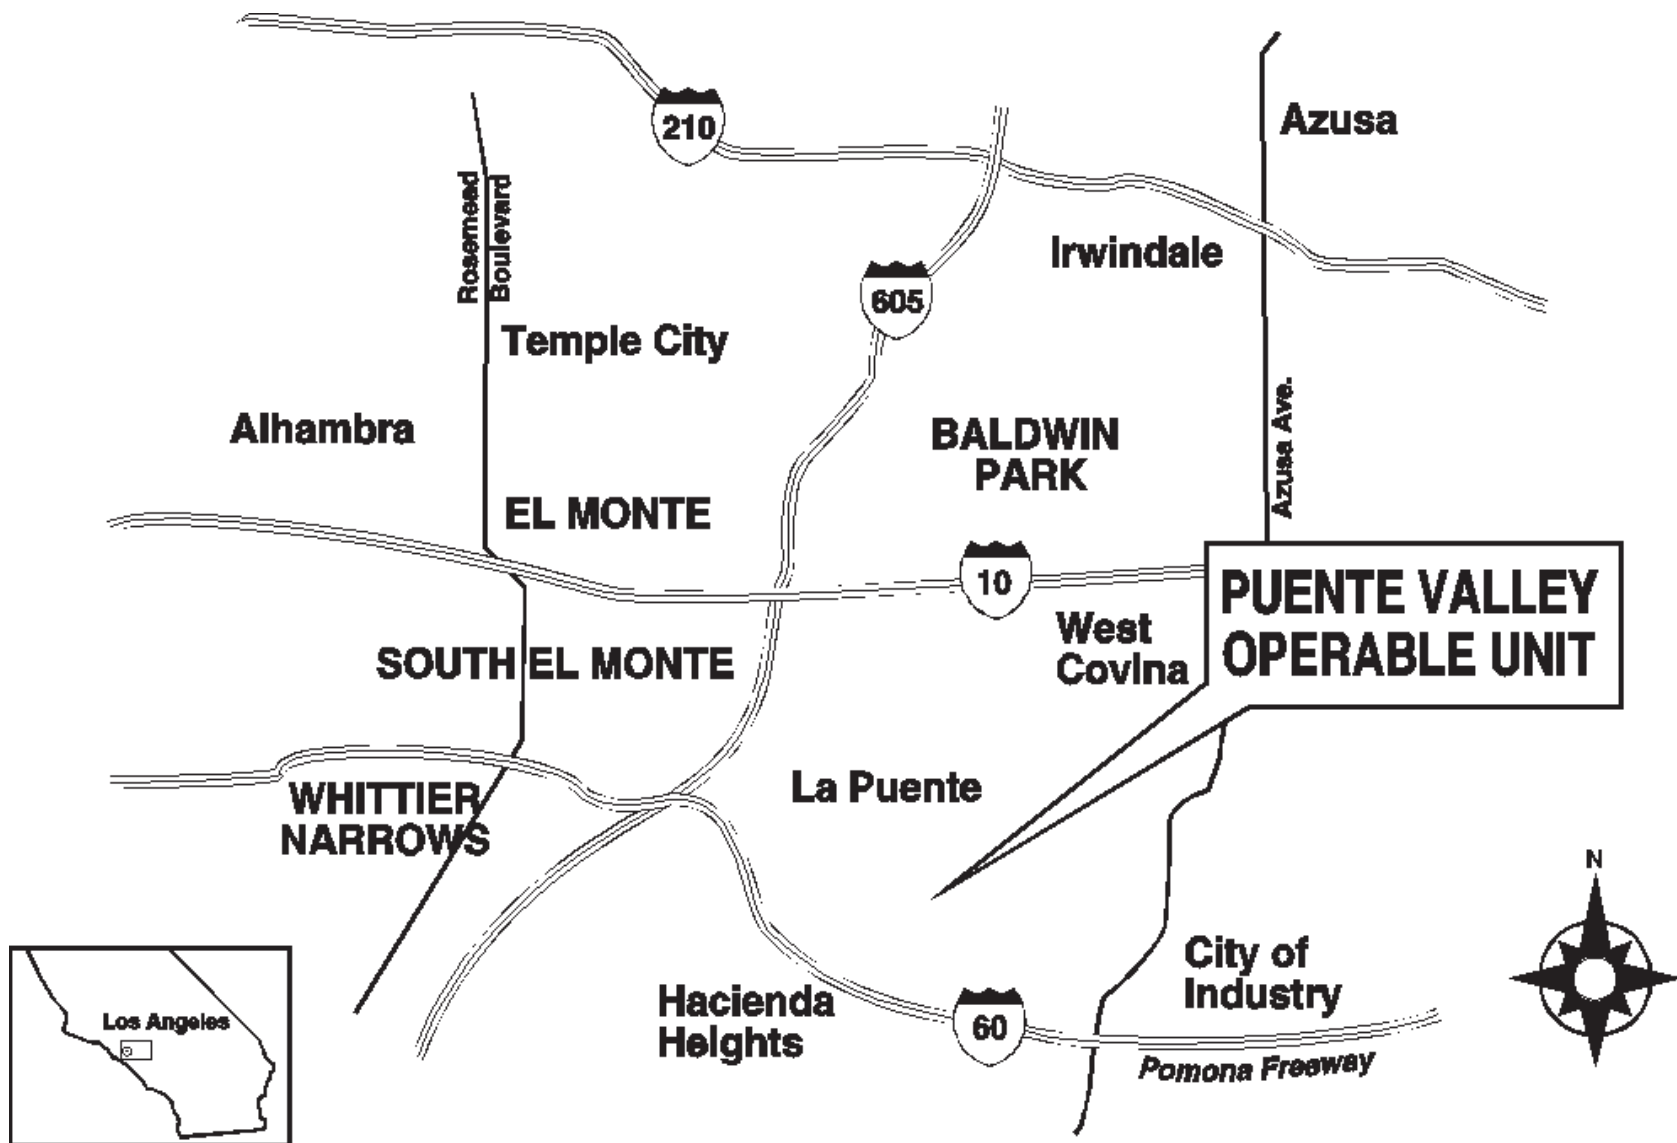 210
Azusa
Rosemead
Boulevard
Irwindale
605
Temple City
Azusa Ave.
Alhambra
BALDWIN
PARK
EL MONTE
10
PUENTE VALLEY
OPERABLE UNIT
West
Covina
SOUTH EL MONTE
La Puente
WHITTIER
NARROWS
N
City of
Industry
Hacienda
Heights
60
Los Angeles
Pomona Freeway